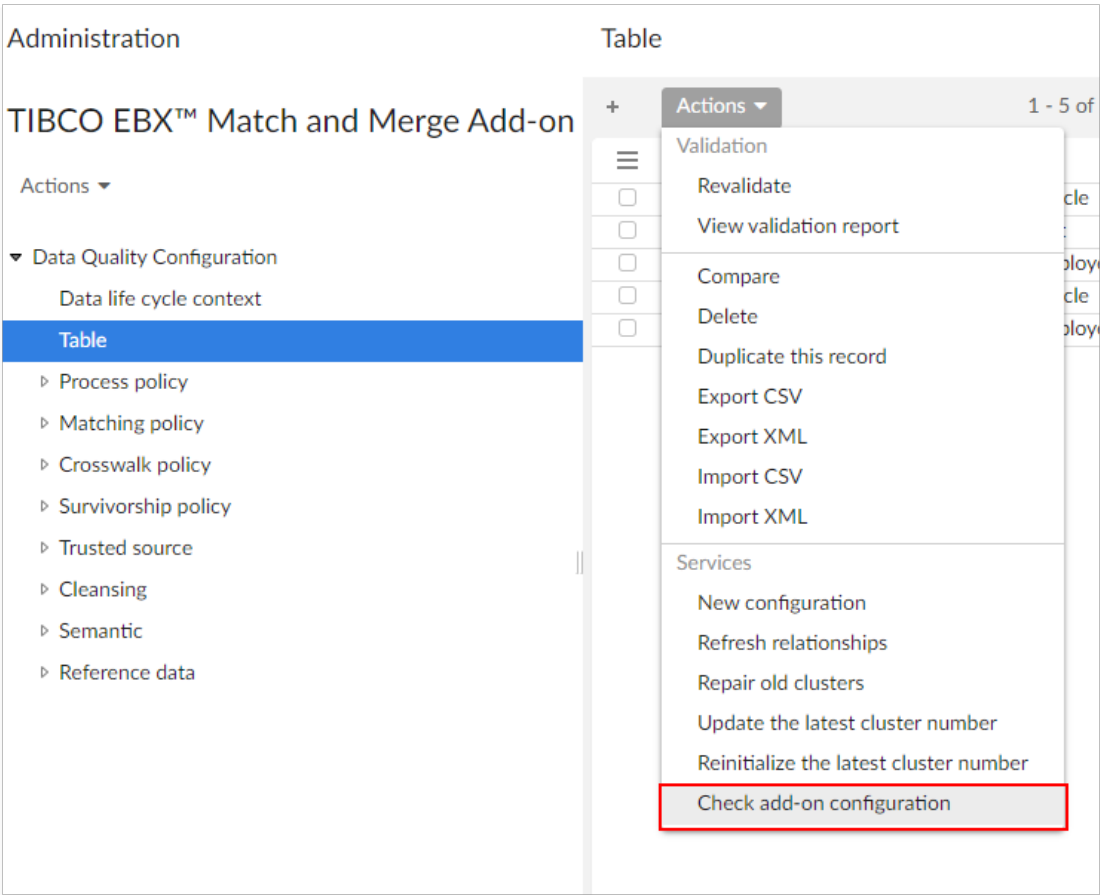 Administration
TIBCO EBX™ Match and Merge Add-on
Actions
Data Quality Configuration
Data life cycle context
Table
Process policy
Matching policy
Crosswalk policy
Survivorship policy
Trusted source
Cleansing
Semantic
Reference data
Table
+ Actions 1 - 5 of
Validation
Revalidate
View validation report
Compare
Delete
Duplicate this record
Export CSV
Export XML
Import CSV
Import XML
Services
New configuration
Refresh relationships
Repair old clusters
Update the latest cluster number
Reinitialize the latest cluster number
Check add-on configuration